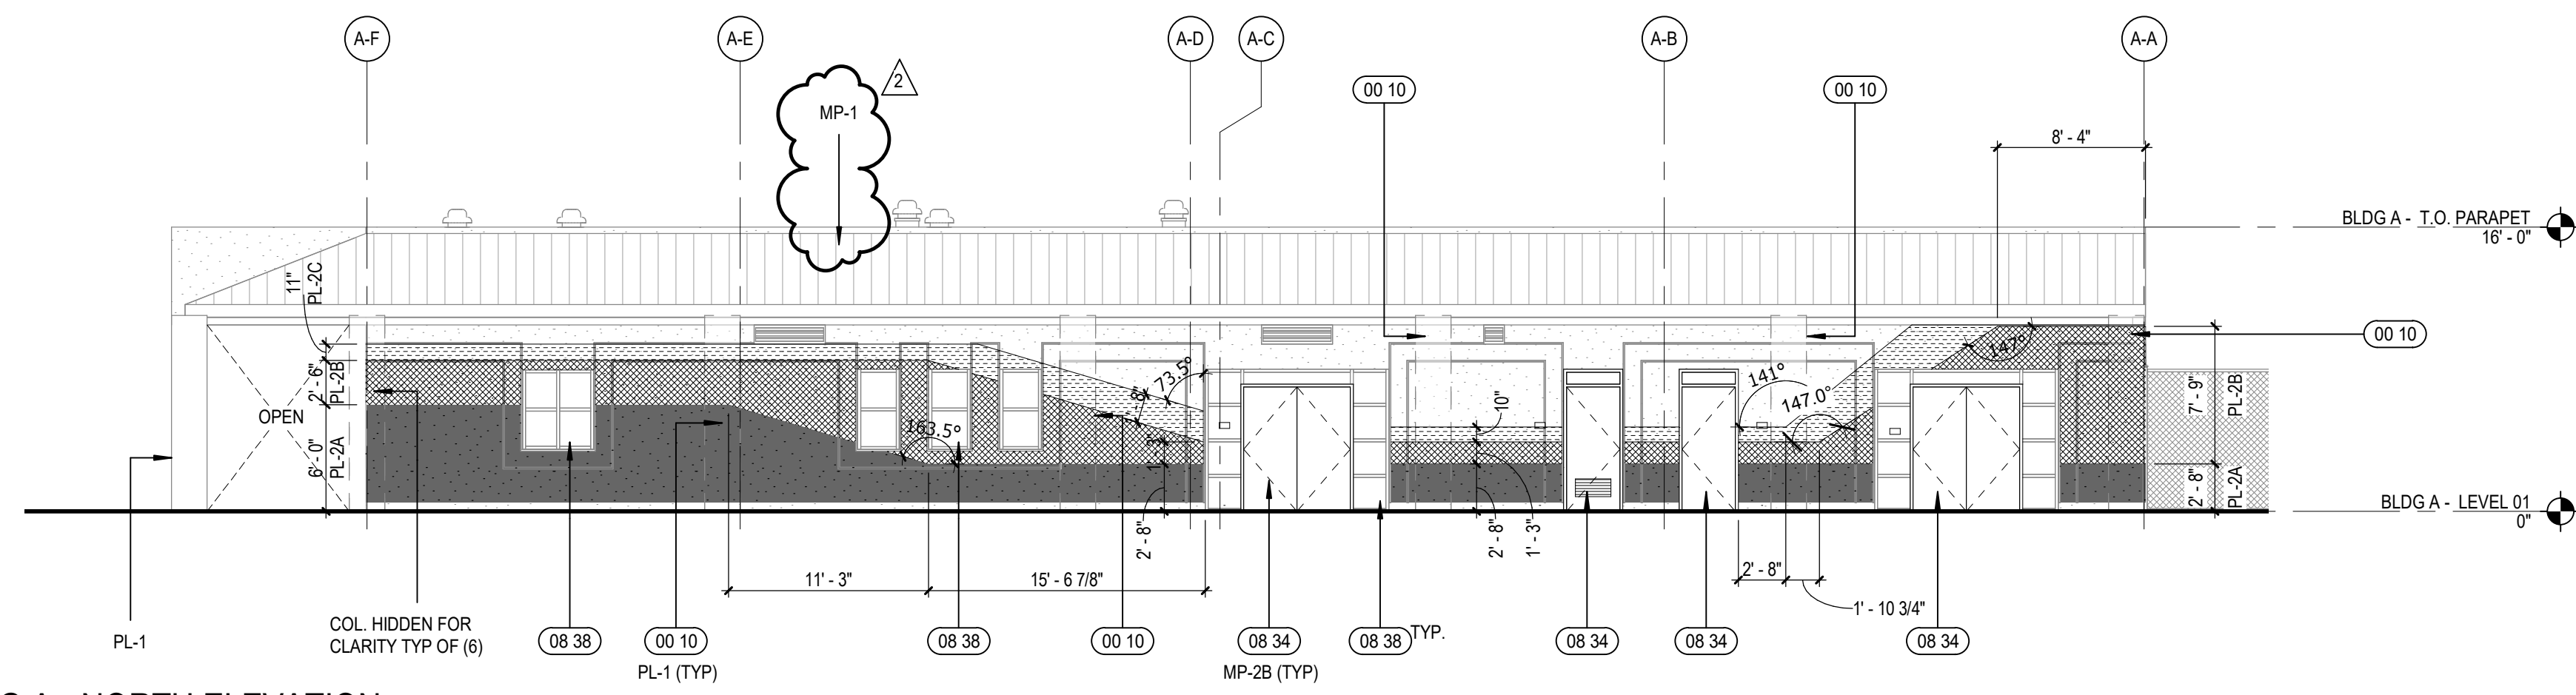 A-F
A-E
A-D
A-C
A-B
A-A
2
MP-1
00 10
00 10
8' - 4"
BLDG A - T.O. PARAPET
16' - 0"
11"
PL-2C
2' - 6"
PL-2B
6' - 0"
PL-2A
OPEN
163.5°
8"
73.5°
1' - 3"
2' - 8"
10"
2' - 8"
1' - 3"
141°
147.0°
147°
00 10
7' - 9"
PL-2B
2' - 8"
PL-2A
BLDG A - LEVEL 01
0"
11' - 3"
15' - 6 7/8"
2' - 8"
1' - 10 3/4"
PL-1
COL. HIDDEN FOR
CLARITY TYP OF (6)
08 38
00 10
PL-1 (TYP)
08 38
00 10
08 34
MP-2B (TYP)
08 38
TYP.
08 34
08 34
08 34